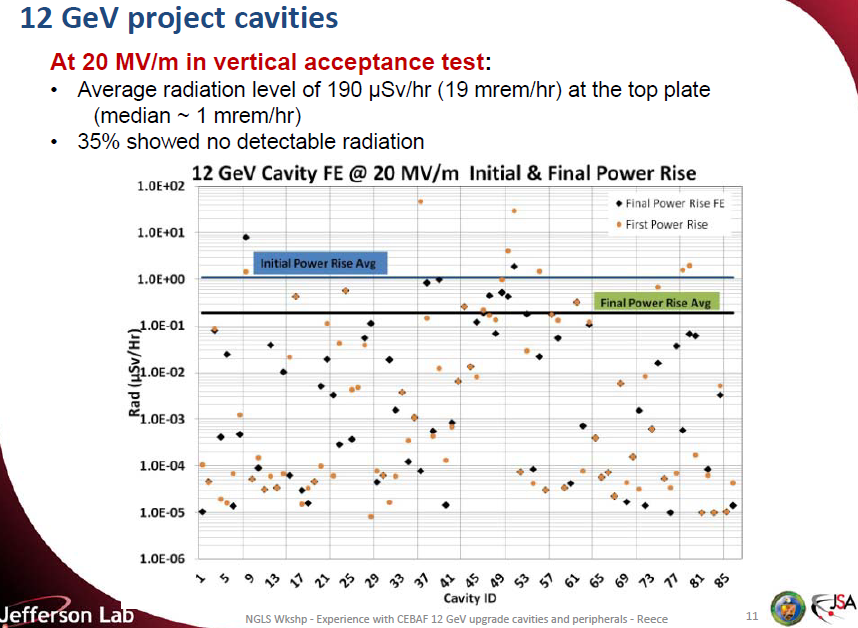 12 GeV project cavities
At 20 MV/m in vertical acceptance test:
• Average radiation level of 190 µSv/hr (19 mrem/hr) at the top plate
(median ~ 1 mrem/hr)
• 35% showed no detectable radiation
12 GeV Cavity FE @ 20 MV/m Initial & Final Power Rise
1.0E+02
Final Power Rise FE
First Power Rise
1.0E+01
Initial Power Rise Avg
1.0E+00
Final Power Rise Avg
1.0E-01
Rad (µSv/Hr)
1.0E-02
1.0E-03
1.0E-04
1.0E-05
1.0E-06
1 5 9 13 17 21 25 29 33 37 41 45 49 53 57 61 65 69 73 77 81 85
Cavity ID
Jefferson Lab
NGLS Wkshp - Experience with CEBAF 12 GeV upgrade cavities and peripherals - Reece
11
JSA